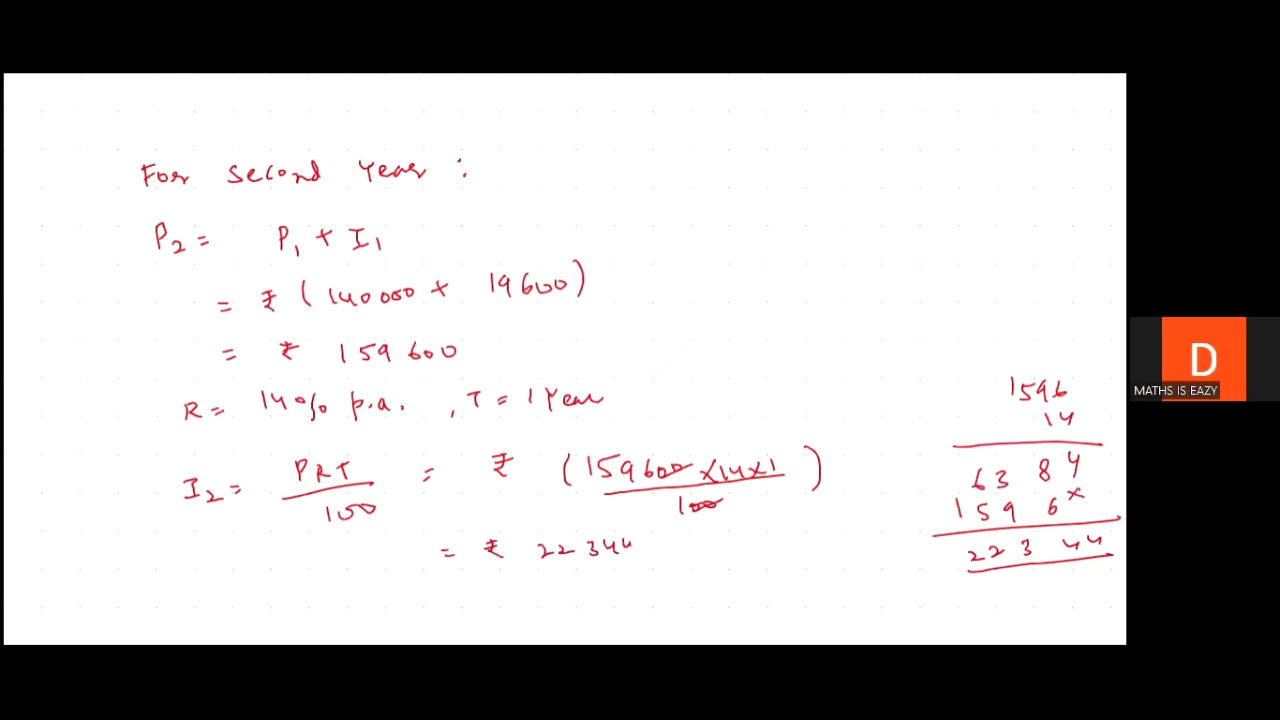 For Second Year :
P₂ = P₁ + I₁
= ₹ (140000 + 19600)
= ₹ 159600
R = 14% p.a. , T = 1 Year
I₂ = PRT/100 = ₹ (159600×14×1/100)
= ₹ 22344
1596
14
6384
1596×
22344
D
MATHS IS EAZY